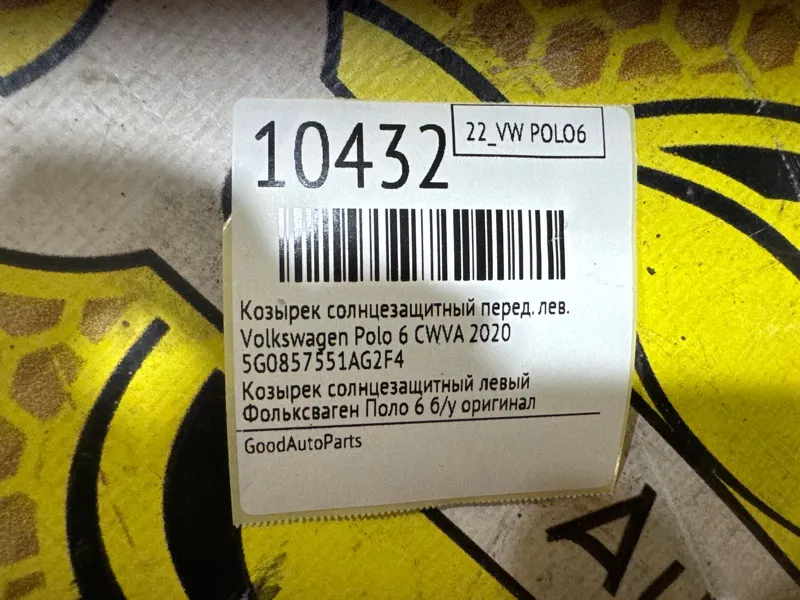 10432
22_VW POLO6
Козырек солнцезащитный перед. лев.
Volkswagen Polo 6 CWVA 2020
5G0857551AG2F4
Козырек солнцезащитный левый
Фольксваген Поло 6 б/у оригинал
GoodAutoParts